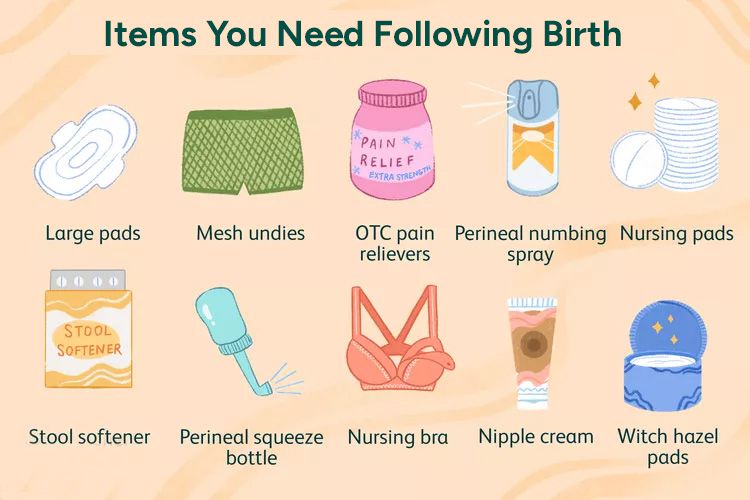 Items You Need Following Birth
PAIN
RELIEF
EXTRA STRENGTH
Large pads
Mesh undies
OTC pain
relievers
Perineal numbing
spray
Nursing pads
STOOL
SOFTENER
Stool softener
Perineal squeeze
bottle
Nursing bra
Nipple cream
Witch hazel
pads